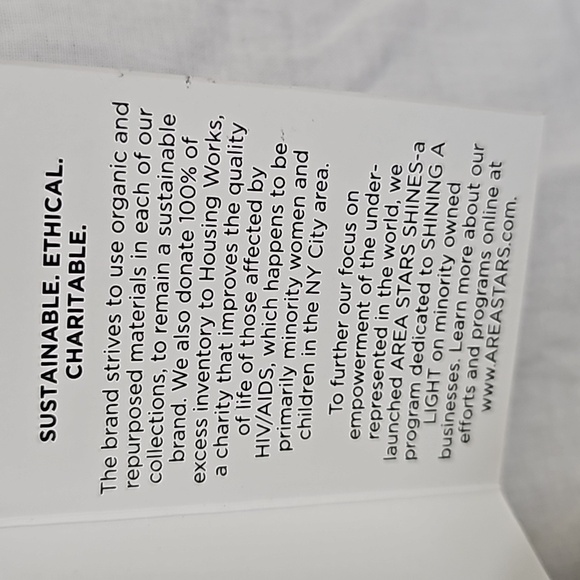 SUSTAINABLE. ETHICAL.
CHARITABLE.
The brand strives to use organic and
repurposed materials in each of our
collections, to remain a sustainable
brand. We also donate 100% of
excess inventory to Housing Works,
a charity that improves the quality
of life of those affected by
HIV/AIDS, which happens to be
primarily minority women and
children in the NY City area.
To further our focus on
empowerment of the under-
represented in the world, we
launched AREA STARS SHINES-a
program dedicated to SHINING A
LIGHT on minority owned
businesses. Learn more about our
efforts and programs online at
www.AREASTARS.com.